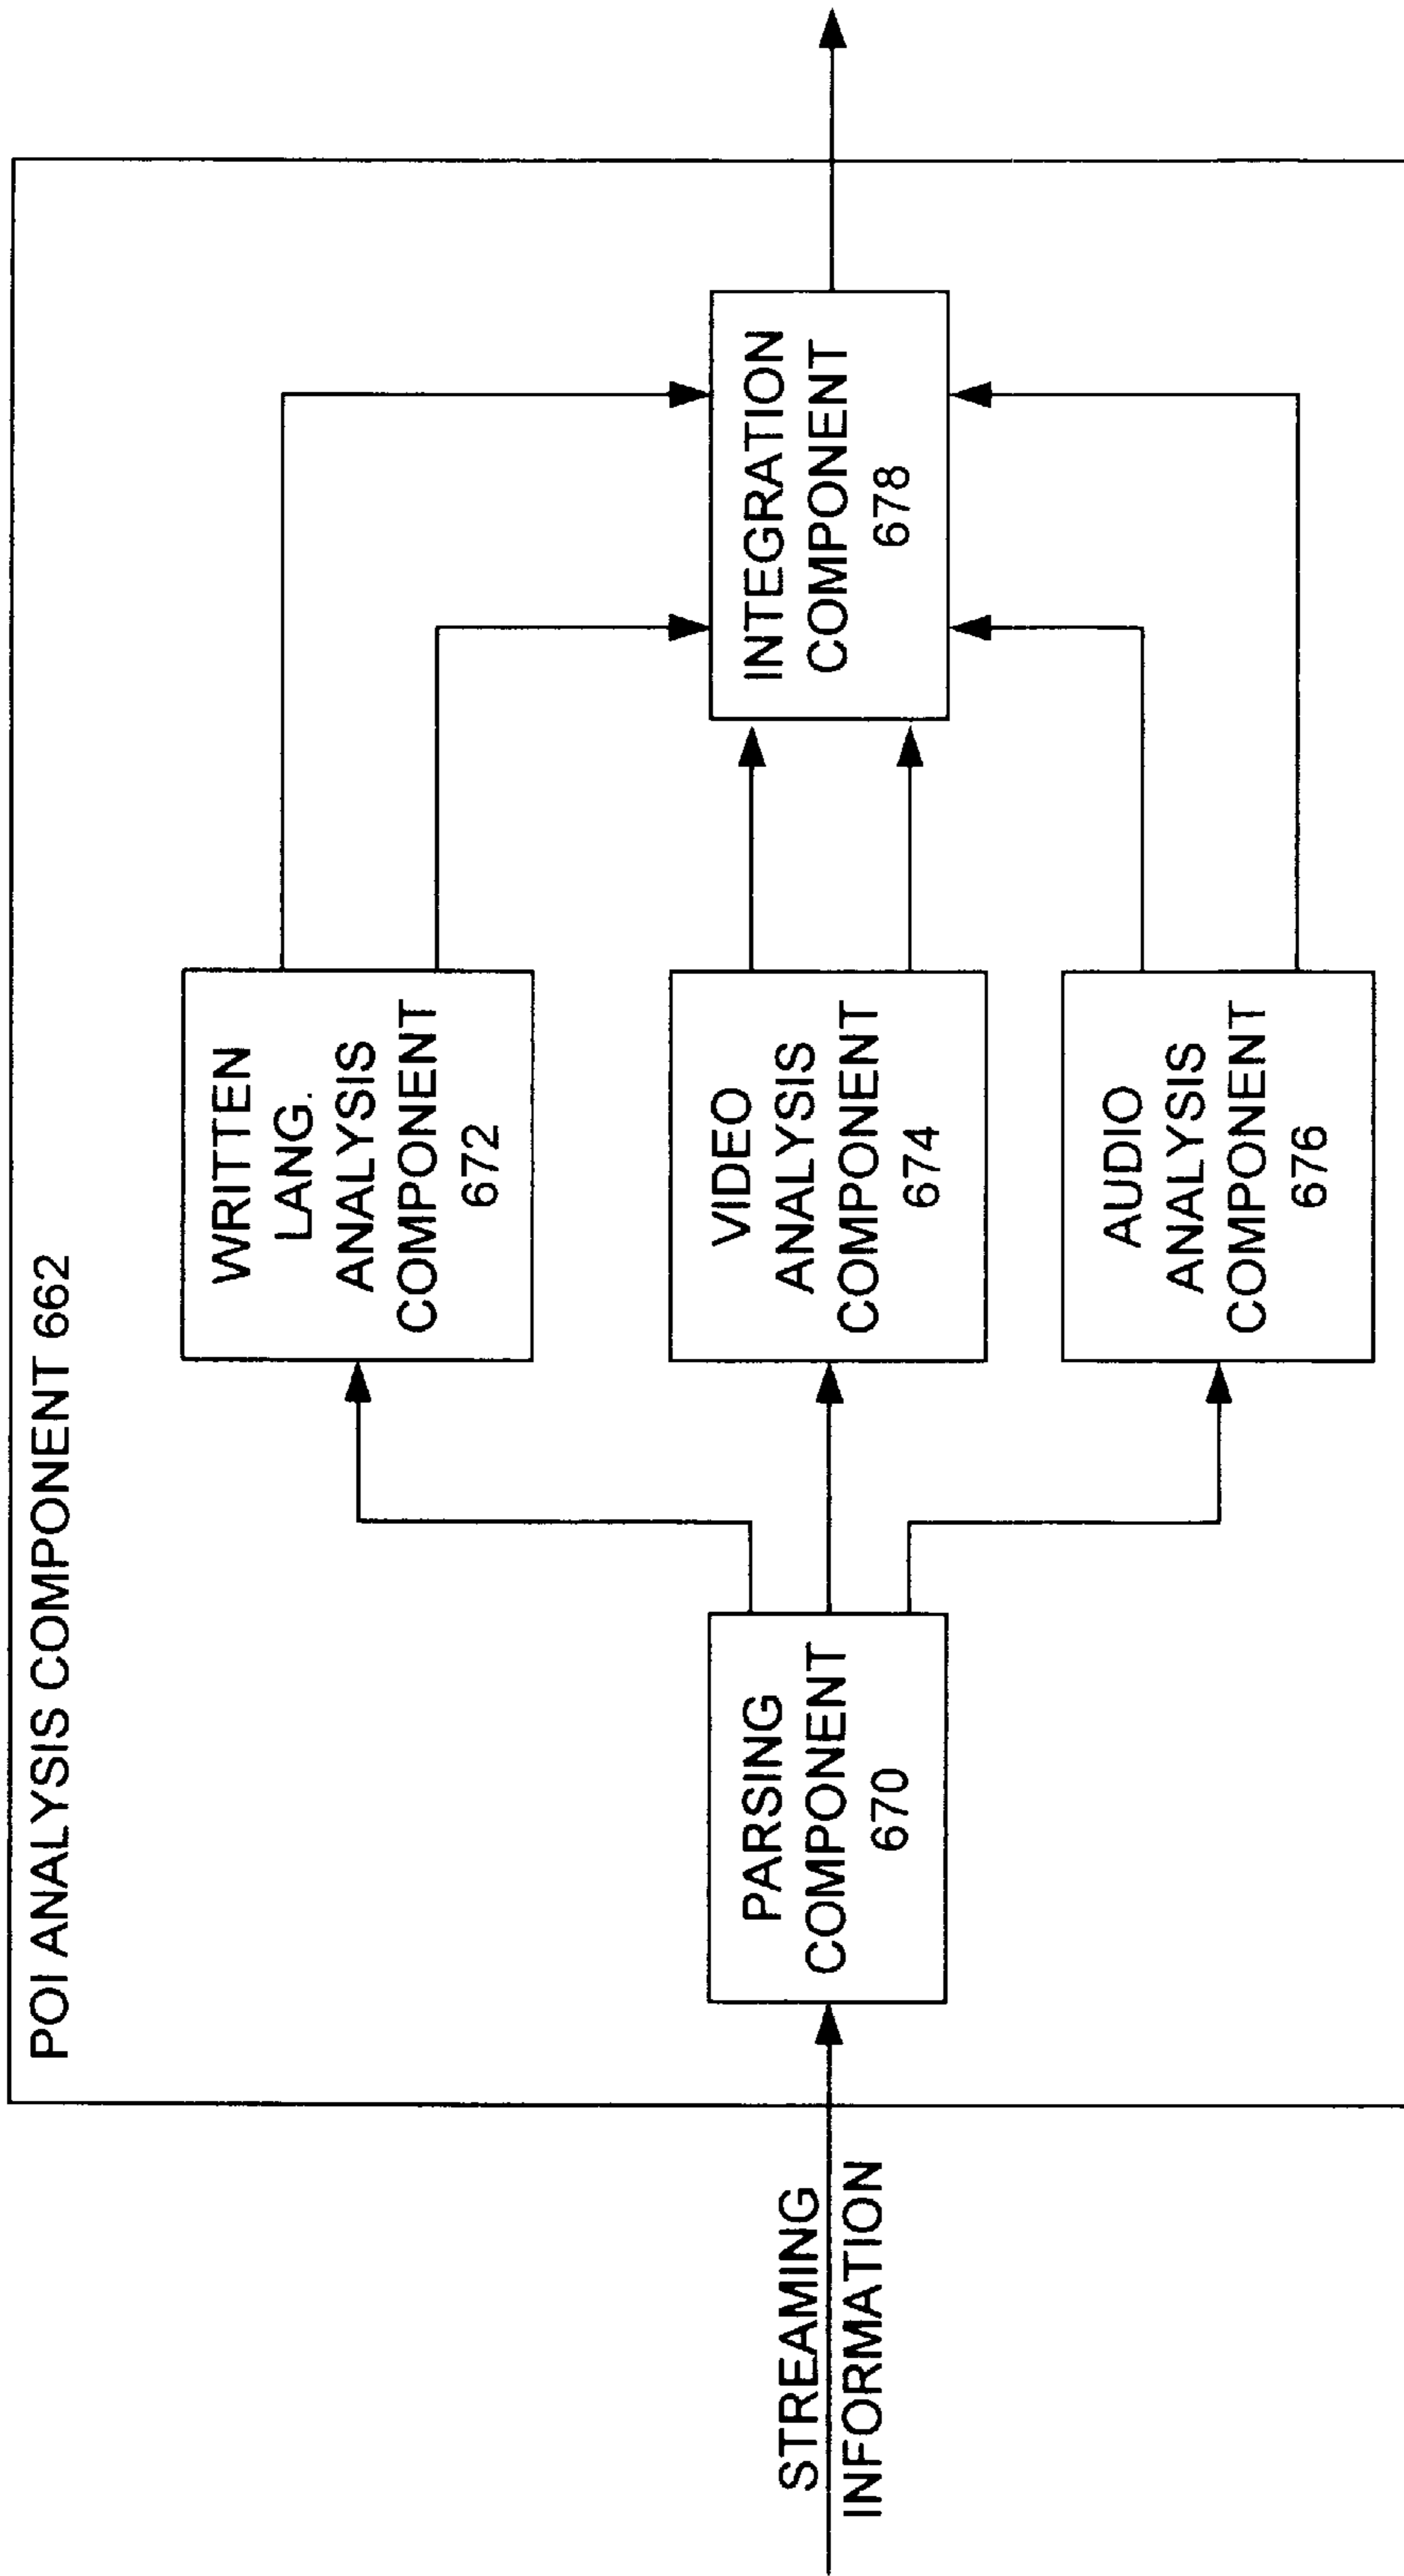 POI ANALYSIS COMPONENT 662
STREAMING
INFORMATION
PARSING
COMPONENT
670
WRITTEN
LANG.
ANALYSIS
COMPONENT
672
VIDEO
ANALYSIS
COMPONENT
674
AUDIO
ANALYSIS
COMPONENT
676
INTEGRATION
COMPONENT
678